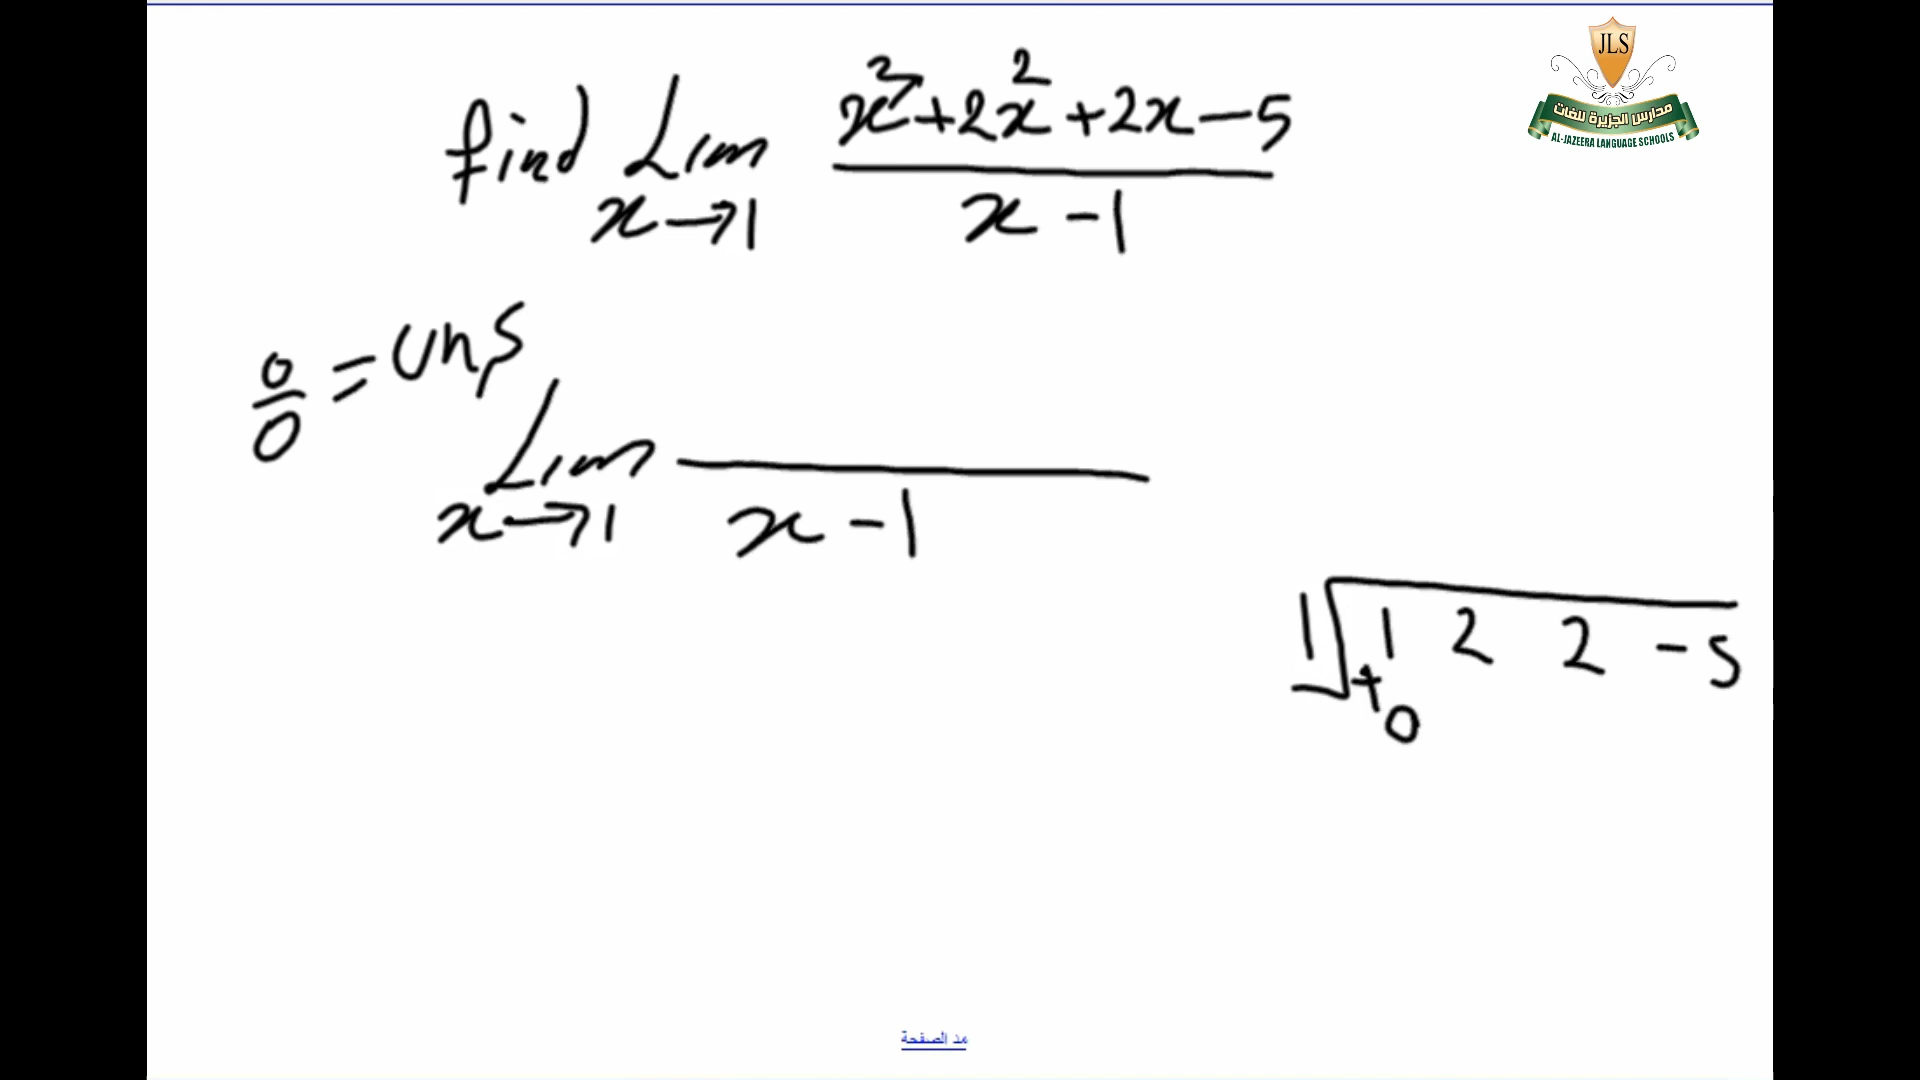 JLS
مدارس الجزيرة للغات
AL-JAZEERA LANGUAGE SCHOOLS
find Lim x→1 (x³+2x²+2x-5)/(x-1)
0/0 = uns
Lim x→1 /(x-1)
1 1 2 2 -5
+0
مد الصفحة